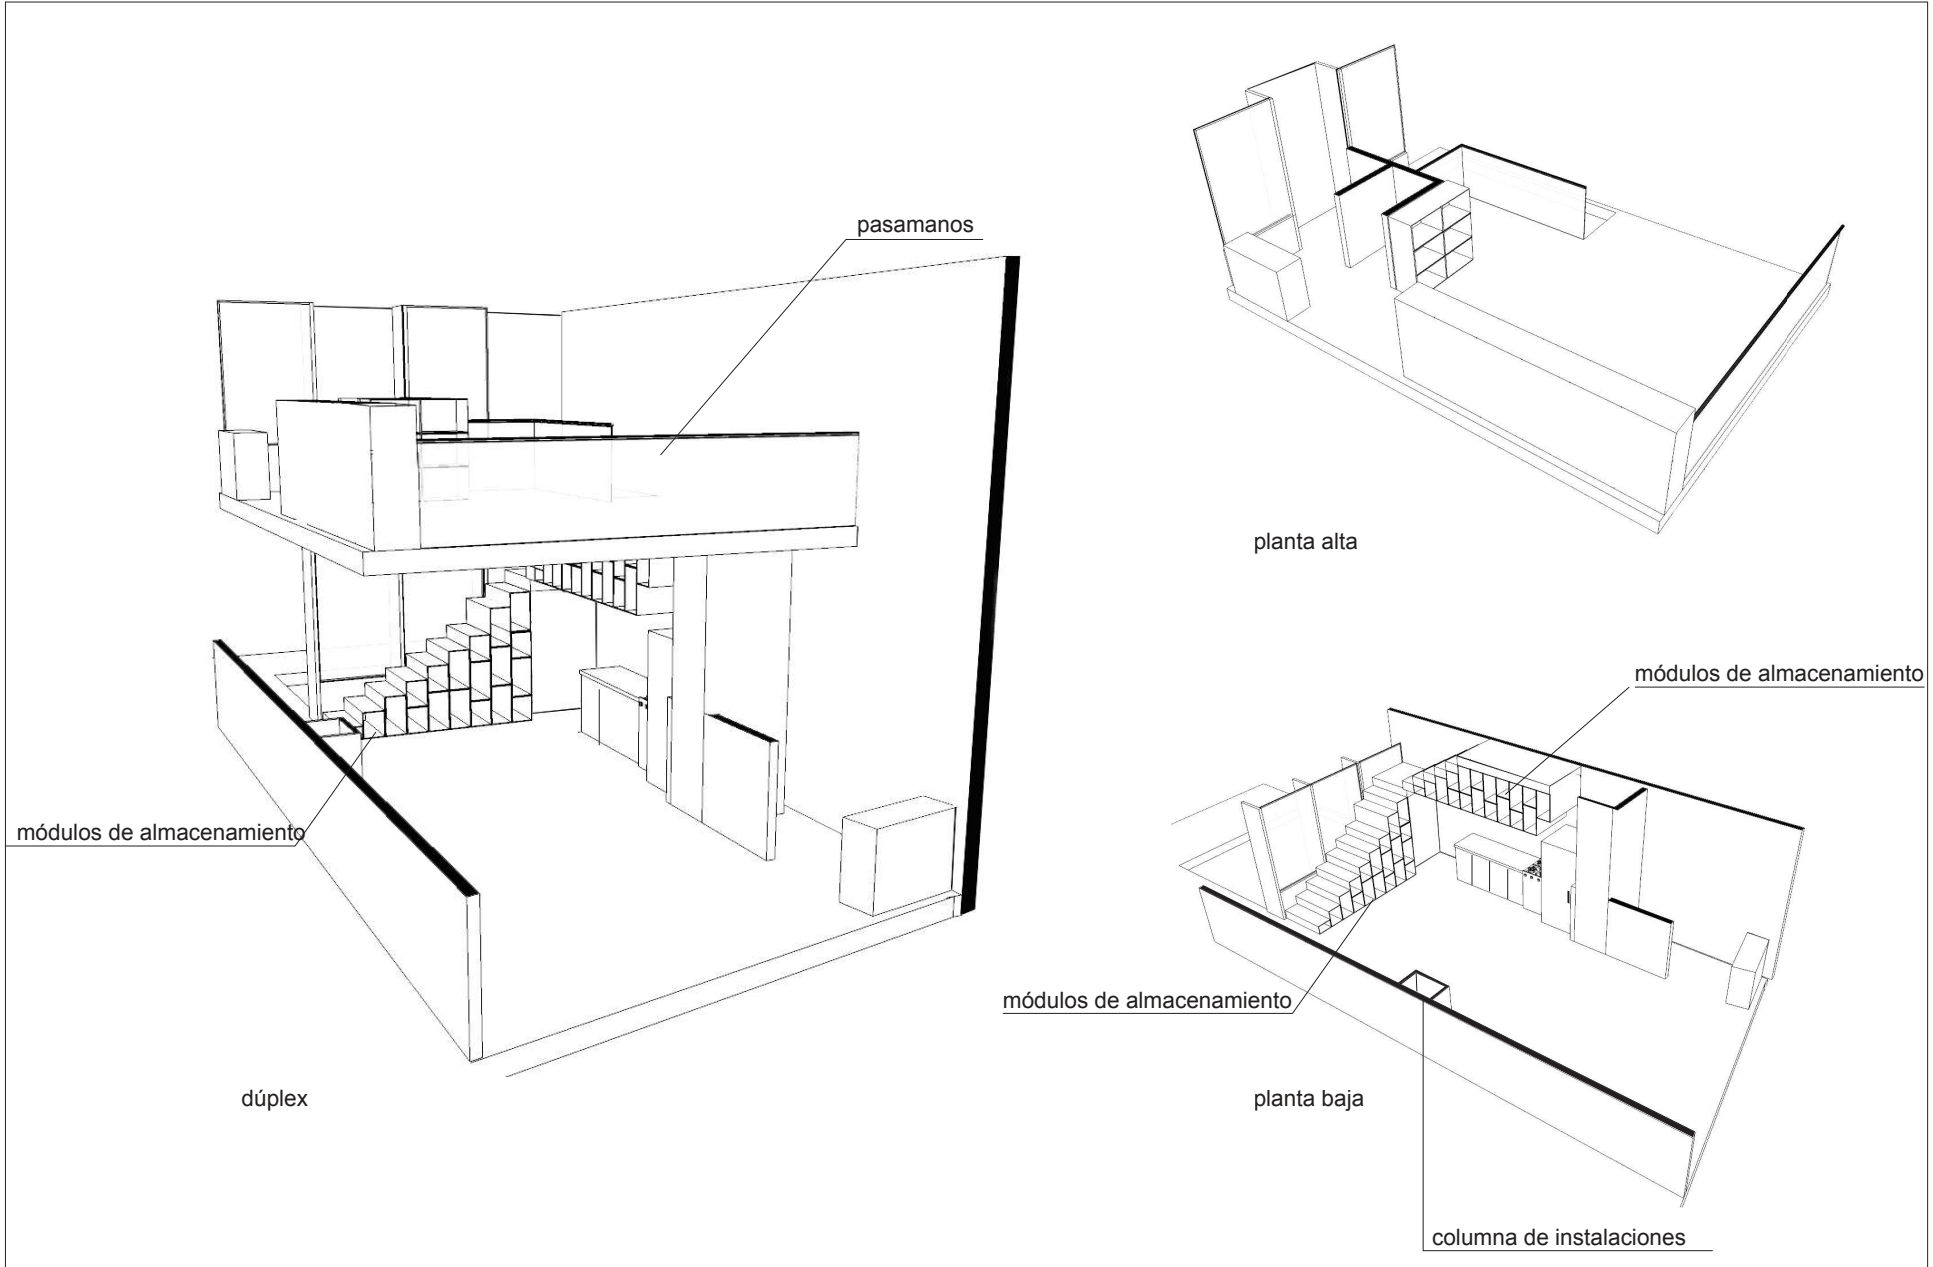 pasamanos
módulos de almacenamiento
dúplex
planta alta
módulos de almacenamiento
módulos de almacenamiento
planta baja
columna de instalaciones